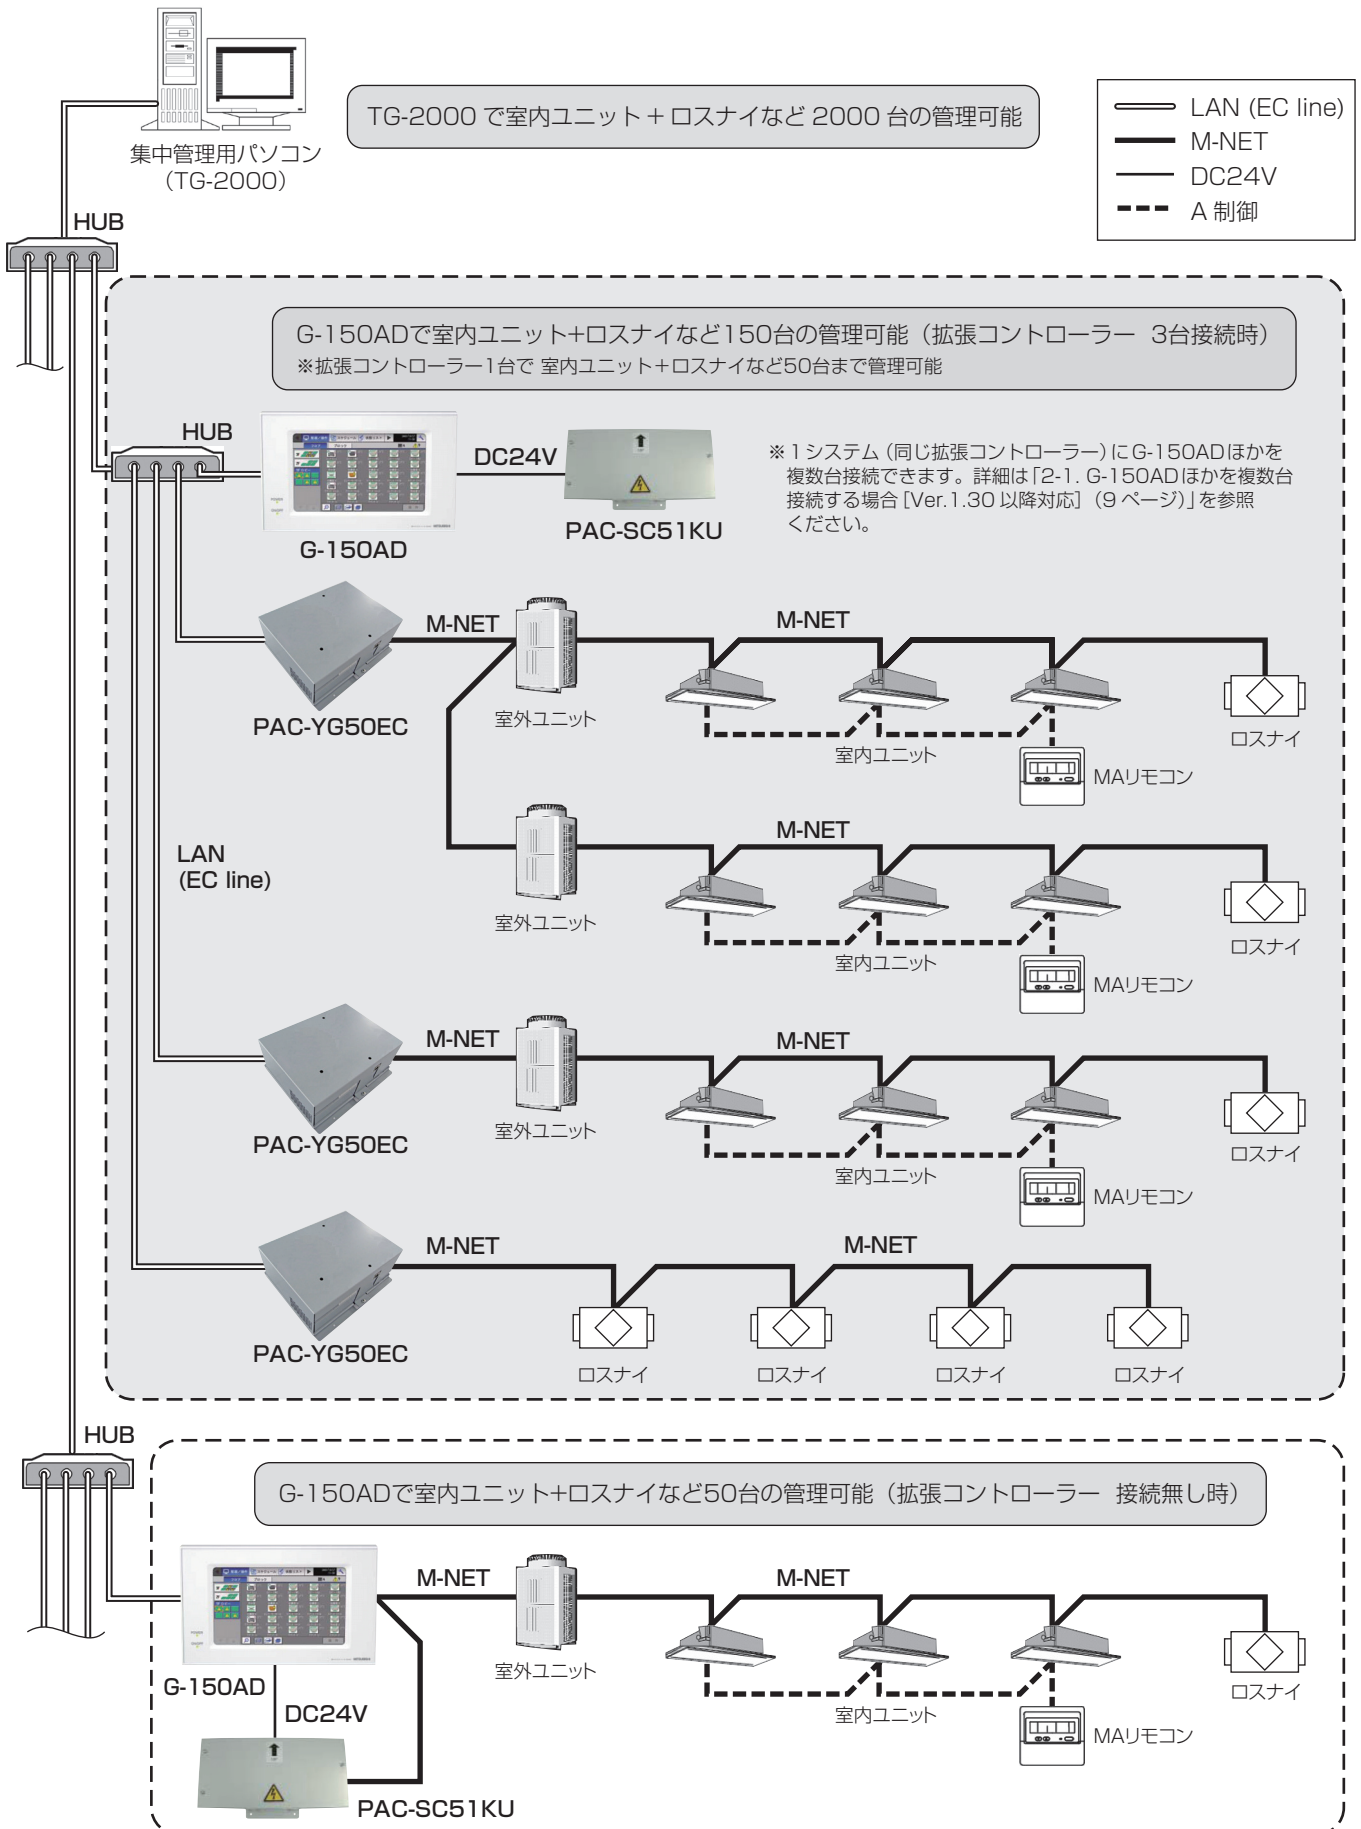 集中管理用パソコン
（TG-2000）
TG-2000 で室内ユニット + ロスナイなど 2000 台の管理可能
LAN (EC line)
M-NET
DC24V
A 制御
HUB
G-150ADで室内ユニット+ロスナイなど150台の管理可能（拡張コントローラー 3台接続時）
※拡張コントローラー1台で 室内ユニット+ロスナイなど50台まで管理可能
HUB
G-150AD
DC24V
PAC-SC51KU
※ 1システム（同じ拡張コントローラー）にG-150ADほかを
複数台接続できます。詳細は「2-1. G-150ADほかを複数台
接続する場合 [Ver.1.30 以降対応]（9 ページ）」を参照
ください。
PAC-YG50EC
M-NET
室外ユニット
M-NET
室内ユニット
MAリモコン
ロスナイ
LAN
(EC line)
室外ユニット
M-NET
室内ユニット
MAリモコン
ロスナイ
PAC-YG50EC
M-NET
室外ユニット
M-NET
室内ユニット
MAリモコン
ロスナイ
PAC-YG50EC
M-NET
M-NET
ロスナイ
ロスナイ
ロスナイ
ロスナイ
HUB
G-150ADで室内ユニット+ロスナイなど50台の管理可能（拡張コントローラー 接続無し時）
G-150AD
DC24V
PAC-SC51KU
M-NET
室外ユニット
M-NET
室内ユニット
MAリモコン
ロスナイ